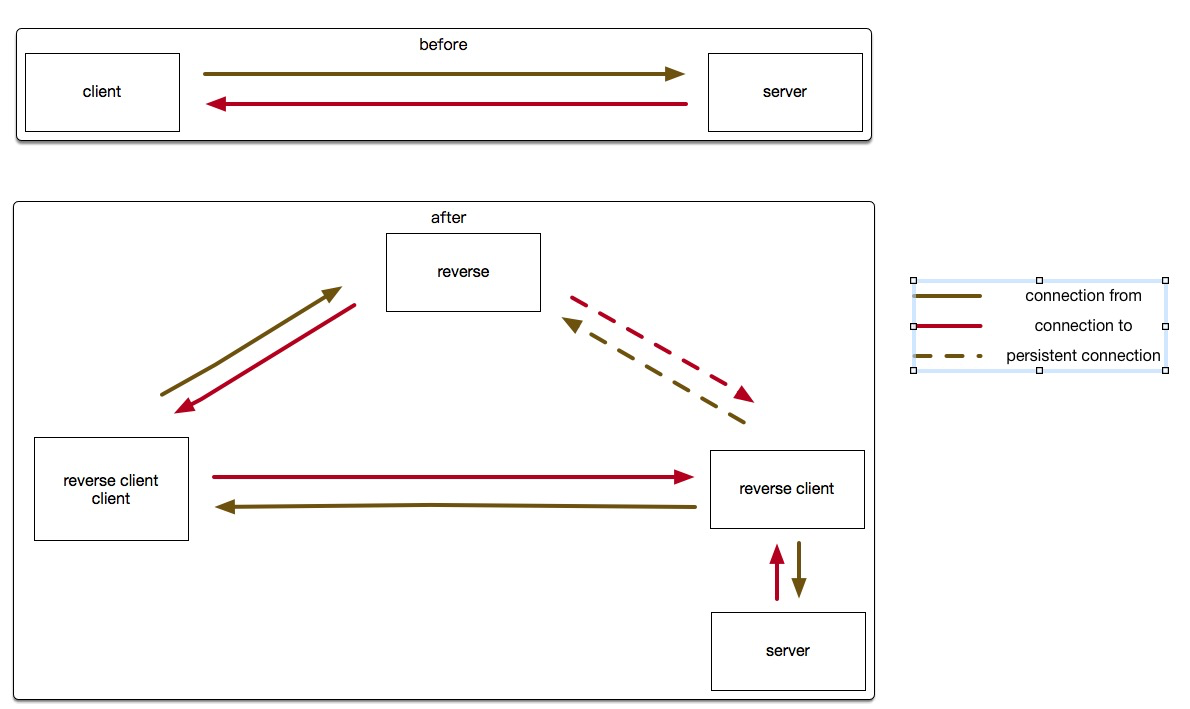 before
client
server
after
reverse
connection from
connection to
persistent connection
reverse client
client
reverse client
server